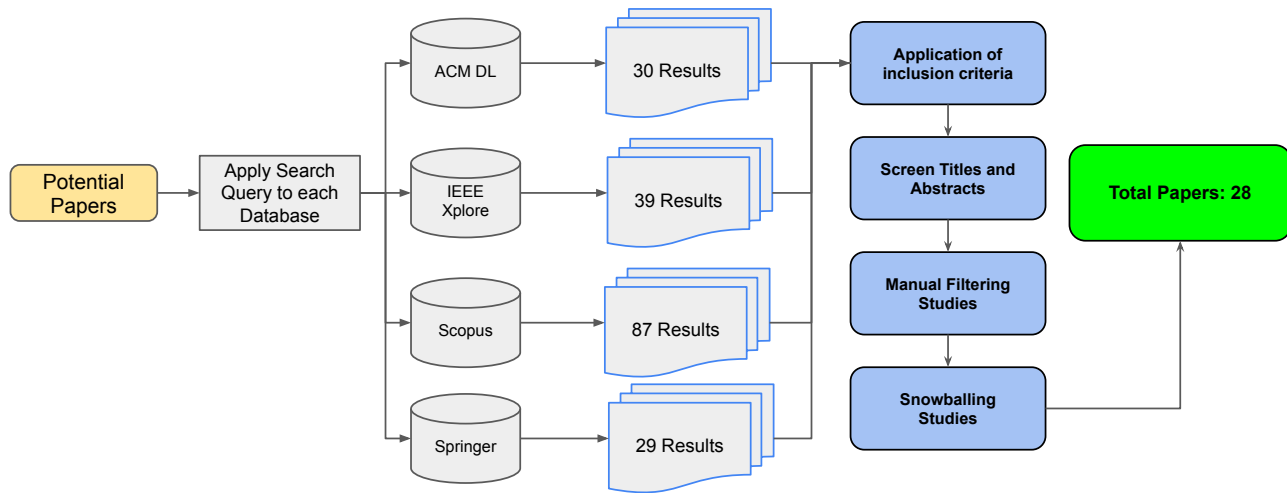 Potential
Papers
Apply Search
Query to each
Database
ACM DL
30 Results
IEEE
Xplore
39 Results
Scopus
87 Results
Springer
29 Results
Application of
inclusion criteria
Screen Titles and
Abstracts
Manual Filtering
Studies
Snowballing
Studies
Total Papers: 28